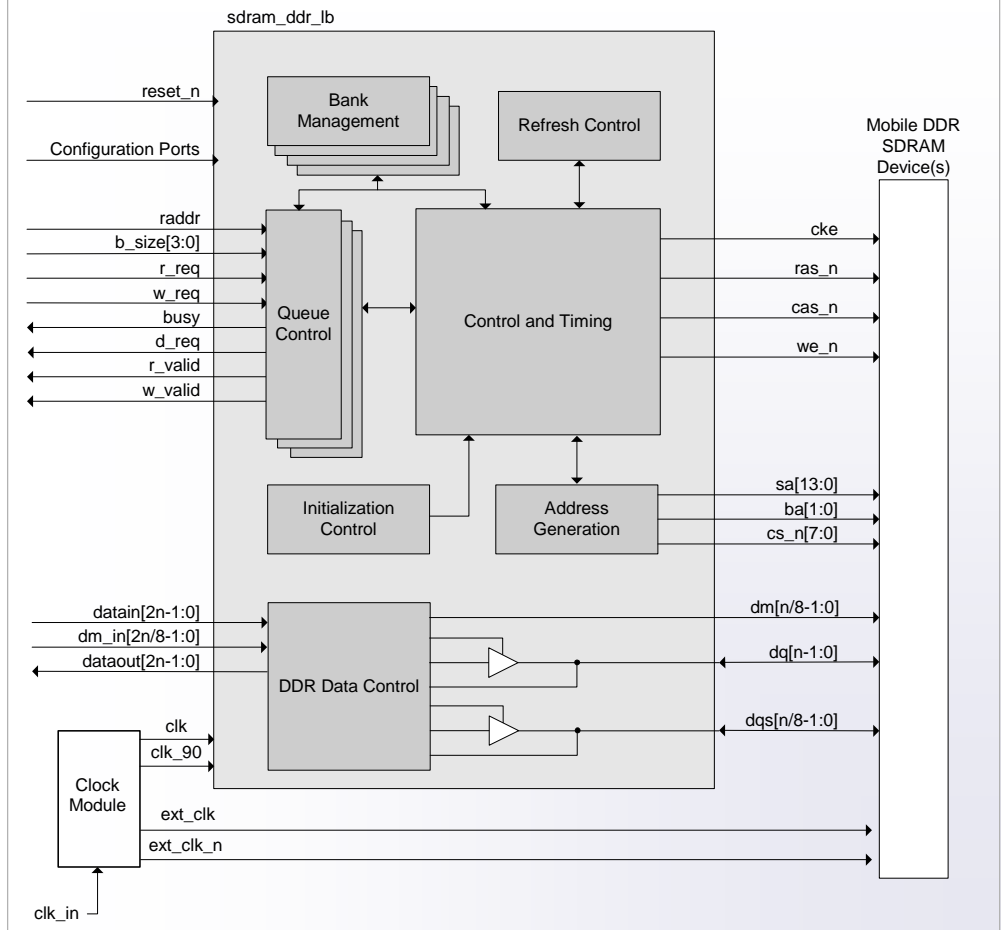 sdram_ddr_lb
reset_n
Configuration Ports
Bank
Management
Refresh Control
Mobile DDR
SDRAM
Device(s)
raddr
b_size[3:0]
r_req
w_req
busy
d_req
r_valid
w_valid
Queue
Control
Control and Timing
cke
ras_n
cas_n
we_n
Initialization
Control
Address
Generation
sa[13:0]
ba[1:0]
cs_n[7:0]
datain[2n-1:0]
dm_in[2n/8-1:0]
dataout[2n-1:0]
DDR Data Control
dm[n/8-1:0]
dq[n-1:0]
dqs[n/8-1:0]
clk
clk_90
Clock
Module
ext_clk
ext_clk_n
clk_in